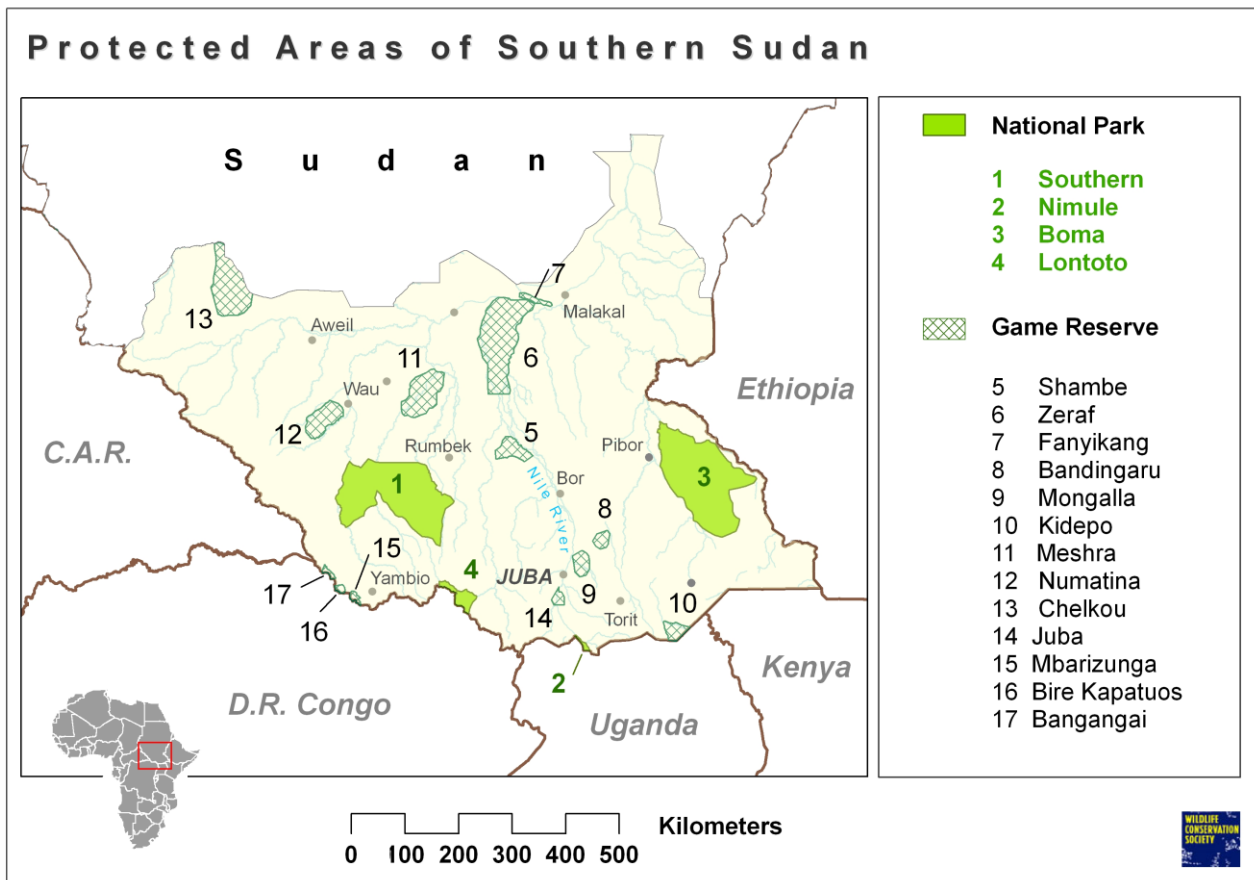 Protected Areas of Southern Sudan
Sudan
7
Malakal
13
Aweil
11
6
Ethiopia
Wau
12
5
C.A.R.
Rumbek
Pibor
1
3
Bor
Nile River
8
15
4
JUBA
Yambio
17
9
10
16
14
Torit
2
Kenya
D.R. Congo
Uganda
National Park
1 Southern
2 Nimule
3 Boma
4 Lontoto
Game Reserve
5 Shambe
6 Zeraf
7 Fanyikang
8 Bandingaru
9 Mongalla
10 Kidepo
11 Meshra
12 Numatina
13 Chelkou
14 Juba
15 Mbarizunga
16 Bire Kapatuos
17 Bangangai
Kilometers
0 100 200 300 400 500
WILDLIFE
CONSERVATION
SOCIETY